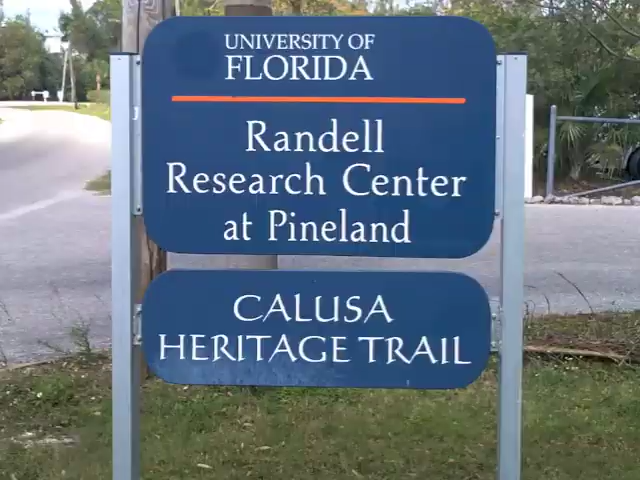 UNIVERSITY OF
FLORIDA
Randell
Research Center
at Pineland
CALUSA
HERITAGE TRAIL